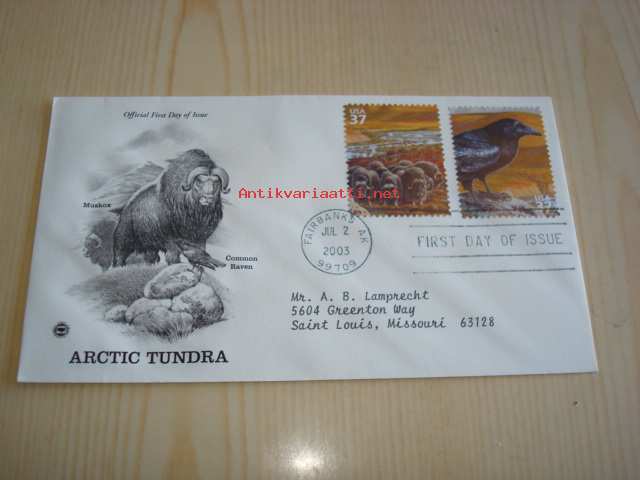 Official First Day of Issue
Muskox
Common
Raven
ARCTIC TUNDRA
USA
37
USA
FAIRBANKS AK
JUL 2
2003
99709
FIRST DAY OF ISSUE
Mr. A. B. Lamprecht
5604 Greenton Way
Saint Louis, Missouri 63128
Antikvariaatti.net